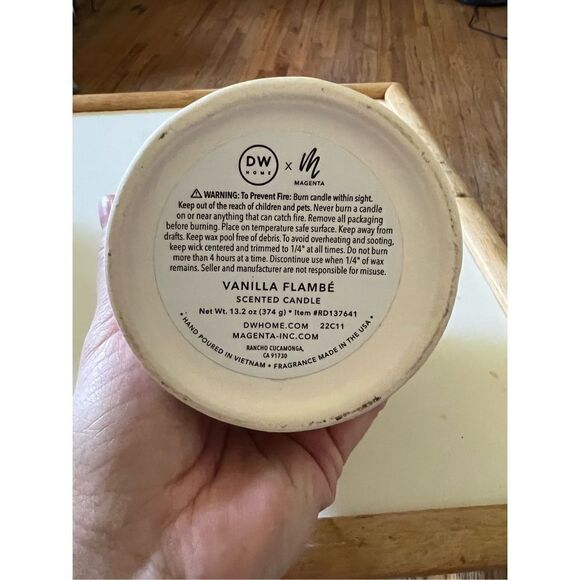 DW HOME x M MAGENTA
⚠ WARNING: To Prevent Fire: Burn candle within sight.
Keep out of the reach of children and pets. Never burn a candle
on or near anything that can catch fire. Remove all packaging
before burning. Place on temperature safe surface. Keep away from
drafts. Keep wax pool free of debris. To avoid overheating and sooting,
keep wick centered and trimmed to 1/4" at all times. Do not burn
more than 4 hours at a time. Discontinue use when 1/4" of wax
remains. Seller and manufacturer are not responsible for misuse.
VANILLA FLAMBÉ
SCENTED CANDLE
Net Wt. 13.2 oz (374 g) • Item #RD137641
DWHOME.COM 22C11
MAGENTA-INC.COM
RANCHO CUCAMONGA,
CA 91730
• HAND POURED IN VIETNAM • FRAGRANCE MADE IN THE USA •